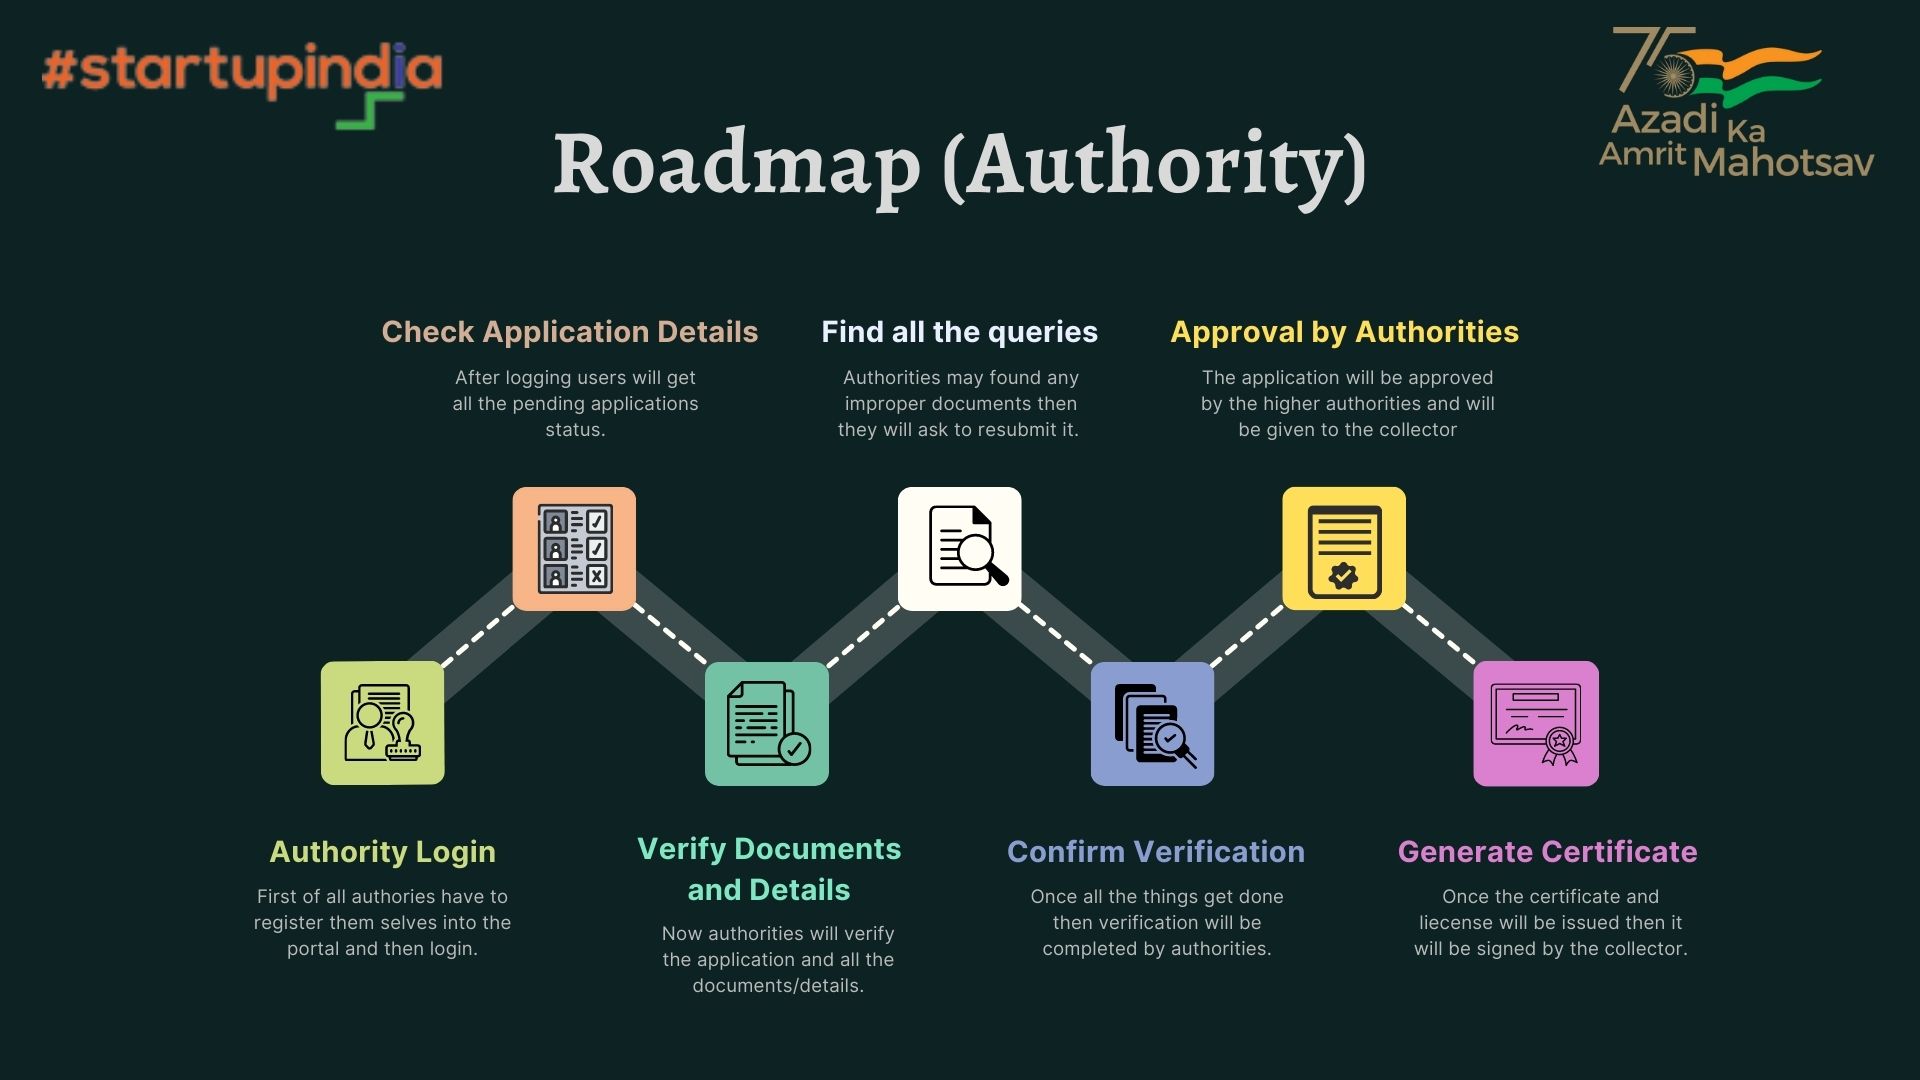 #startupindia
75
Azadi Ka
Amrit Mahotsav
Roadmap (Authority)
Check Application Details
After logging users will get
all the pending applications
status.
Find all the queries
Authorities may found any
improper documents then
they will ask to resubmit it.
Approval by Authorities
The application will be approved
by the higher authorities and will
be given to the collector
Authority Login
First of all authories have to
register them selves into the
portal and then login.
Verify Documents
and Details
Now authorities will verify
the application and all the
documents/details.
Confirm Verification
Once all the things get done
then verification will be
completed by authorities.
Generate Certificate
Once the certificate and
liecense will be issued then it
will be signed by the collector.